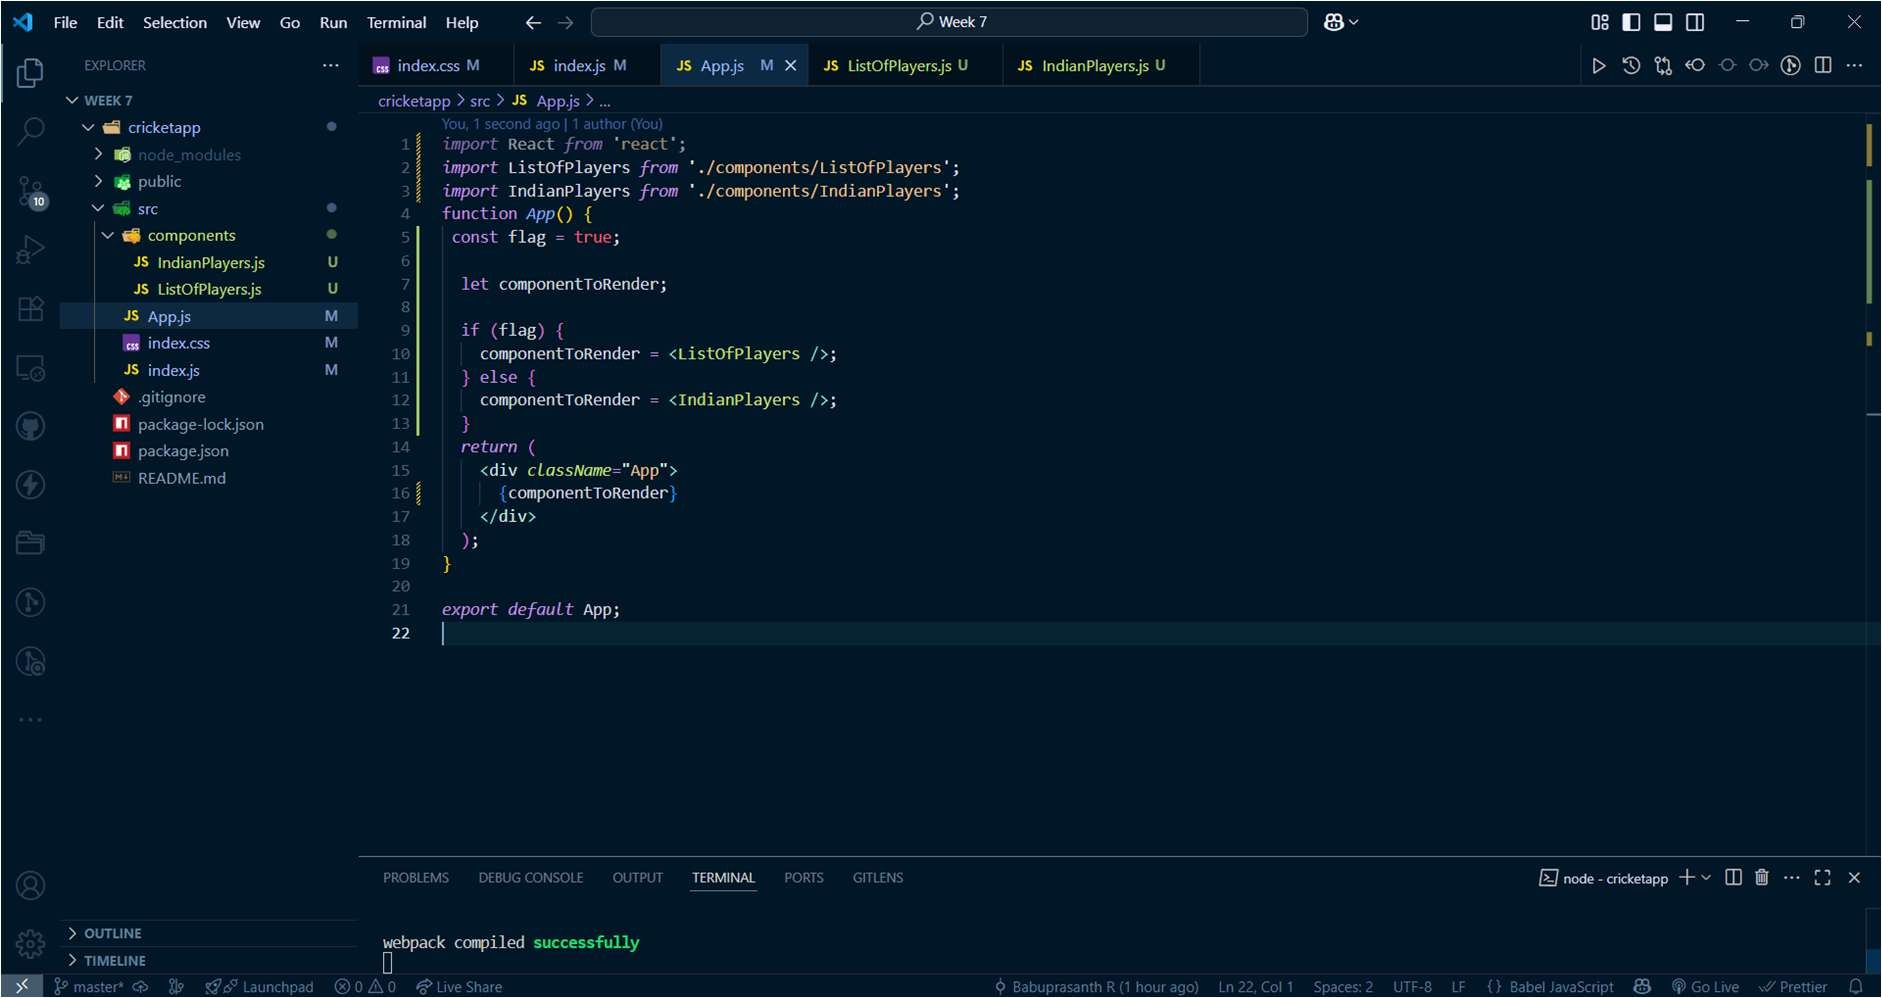 File Edit Selection View Go Run Terminal Help Week 7
EXPLORER
index.css M index.js M App.js M ListOfPlayers.js U IndianPlayers.js U
WEEK 7
cricketapp > src > JS App.js > ...
cricketapp
node_modules
public
10
src
components
JS IndianPlayers.js U
JS ListOfPlayers.js U
JS App.js M
css index.css M
JS index.js M
.gitignore
package-lock.json
package.json
README.md
You, 1 second ago | 1 author (You)
1 import React from 'react';
2 import ListOfPlayers from './components/ListOfPlayers';
3 import IndianPlayers from './components/IndianPlayers';
4 function App() {
5 const flag = true;
6
7 let componentToRender;
8
9 if (flag) {
10 componentToRender = <ListOfPlayers />;
11 } else {
12 componentToRender = <IndianPlayers />;
13 }
14 return (
15 <div className="App">
16 {componentToRender}
17 </div>
18 );
19 }
20
21 export default App;
22
PROBLEMS DEBUG CONSOLE OUTPUT TERMINAL PORTS GITLENS node - cricketapp
webpack compiled successfully
OUTLINE
TIMELINE
master* Launchpad 0 0 Live Share Babuprasanth R (1 hour ago) Ln 22, Col 1 Spaces: 2 UTF-8 LF {} Babel JavaScript Go Live Prettier